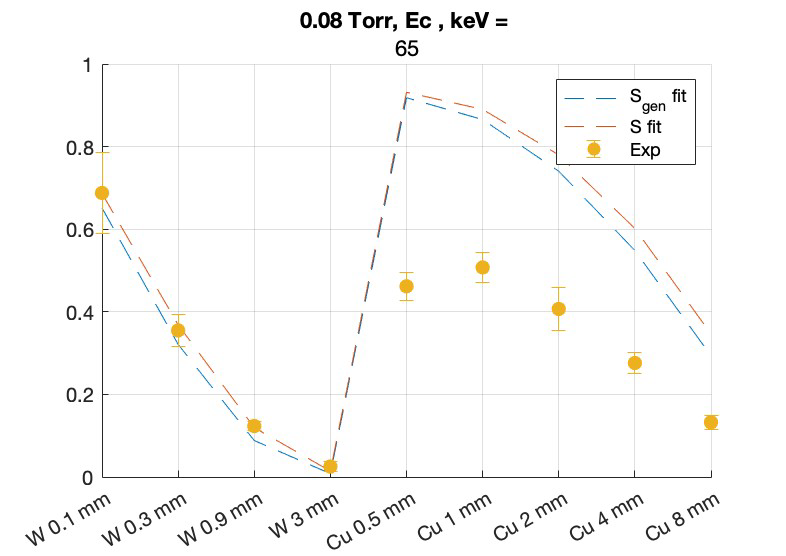 0.08 Torr, Ec , keV =
65
1
0.8
0.6
0.4
0.2
0
S_gen fit
S fit
Exp
W 0.1 mm
W 0.3 mm
W 0.9 mm
W 3 mm
Cu 0.5 mm
Cu 1 mm
Cu 2 mm
Cu 4 mm
Cu 8 mm